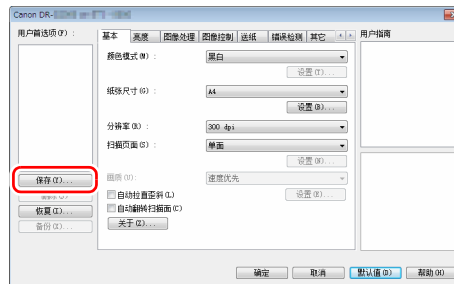 Canon DR-
用户首选项(F)：
保存(Y)...
恢复(I)...
备份(X)...
基本 亮度 图像处理 图像控制 送纸 错误检测 其它
颜色模式(M)： 黑白
设置(T)...
纸张尺寸(G)： A4
设置(B)...
分辨率(R)： 300 dpi
扫描页面(S)： 单面
设置(N)...
画质(U)： 速度优先
自动拉直歪斜(L) 设置(E)...
自动翻转扫描面(C)
关于(Z)...
用户指南
确定 取消 默认值(D) 帮助(H)